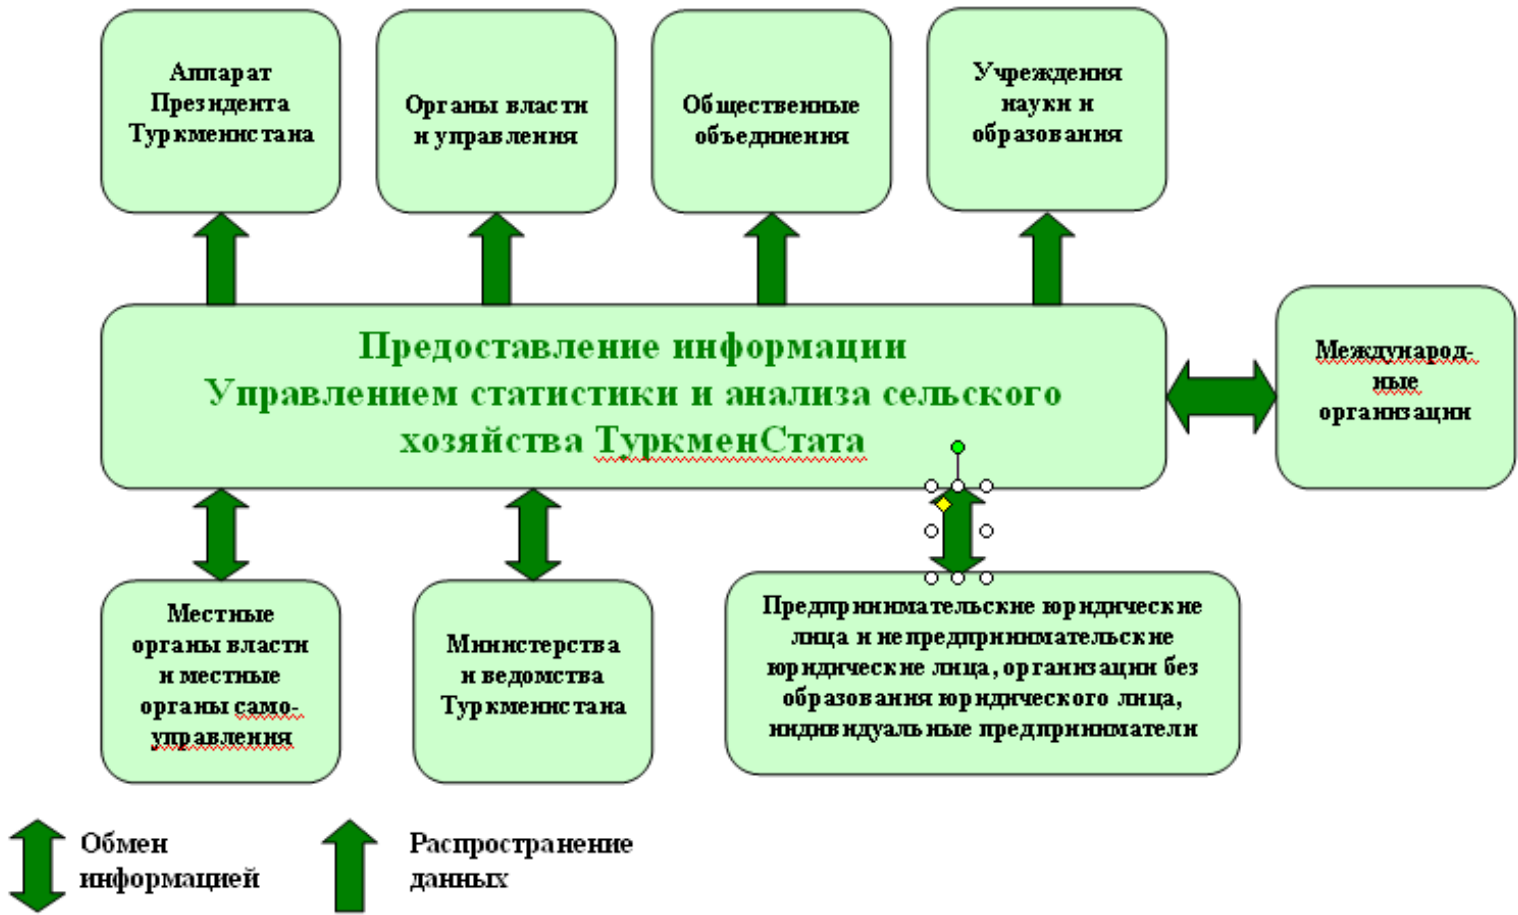 Аппарат
Президента
Туркменистана
Органы власти
и управления
Общественные
объединения
Учреждения
науки и
образования
Предоставление информации
Управлением статистики и анализа сельского
хозяйства ТуркменСтата
Международ-
ные
организации
Местные
органы власти
и местные
органы само-
управления
Министерства
и ведомства
Туркменистана
Предпринимательские юридические
лица и непредпринимательские
юридические лица, организации без
образования юридического лица,
индивидуальные предприниматели
Обмен
информацией
Распространение
данных